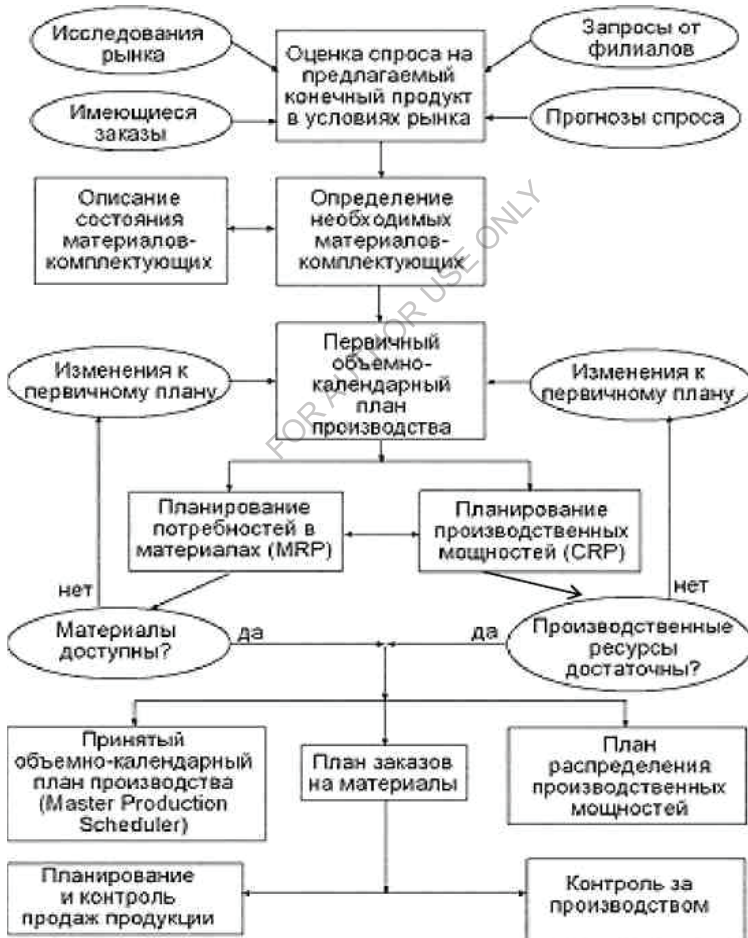 Исследования
рынка
Оценка спроса на
предлагаемый
конечный продукт
в условиях рынка
Запросы от
филиалов
Имеющиеся
заказы
Прогнозы спроса
Описание
состояния
материалов-
комплектующих
Определение
необходимых
материалов-
комплектующих
FOR AUTHOR USE ONLY
Изменения к
первичному плану
Первичный
объемно-
календарный
план
производства
Изменения к
первичному плану
Планирование
потребностей в
материалах (MRP)
Планирование
производственных
мощностей (CRP)
нет
нет
Материалы
доступны?
да
да
Производственные
ресурсы
достаточны?
Принятый
объемно-календарный
план производства
(Master Production
Scheduler)
План заказов
на материалы
План
распределения
производственных
мощностей
Планирование
и контроль
продаж продукции
Контроль за
производством